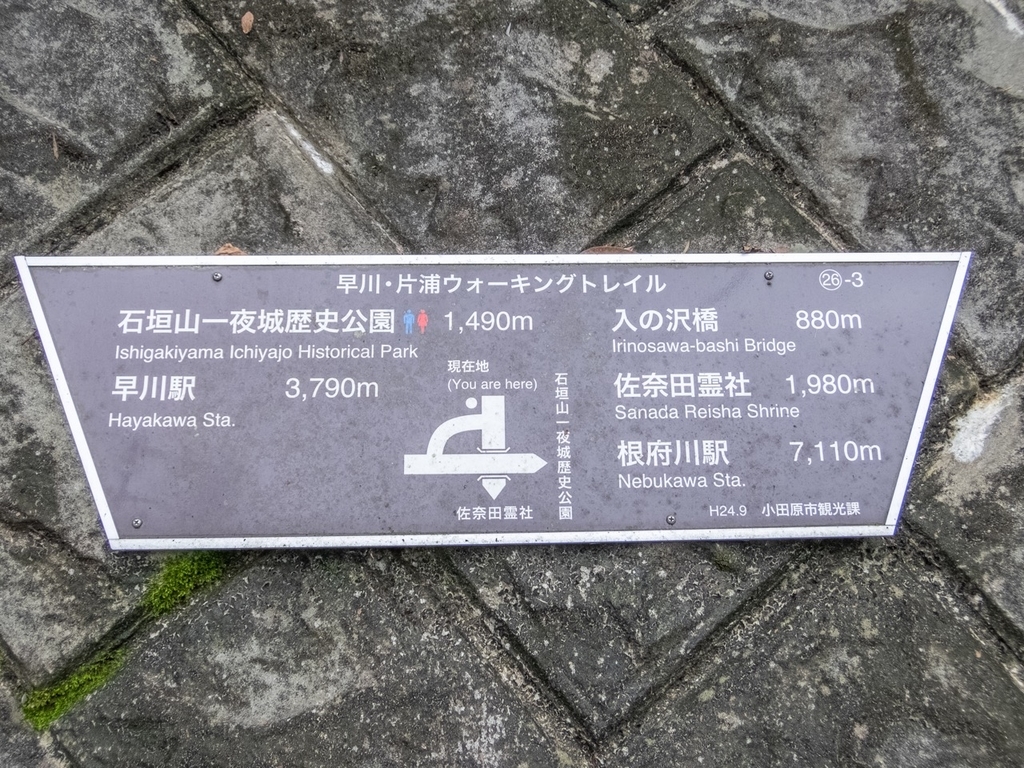 早川・片浦ウォーキングトレイル
㉖-3
石垣山一夜城歴史公園 1,490m
Ishigakiyama Ichiyajo Historical Park
早川駅 3,790m
Hayakawa Sta.
現在地
(You are here)
石垣山一夜城歴史公園
佐奈田霊社
入の沢橋 880m
Irinosawa-bashi Bridge
佐奈田霊社 1,980m
Sanada Reisha Shrine
根府川駅 7,110m
Nebukawa Sta.
H24.9 小田原市観光課